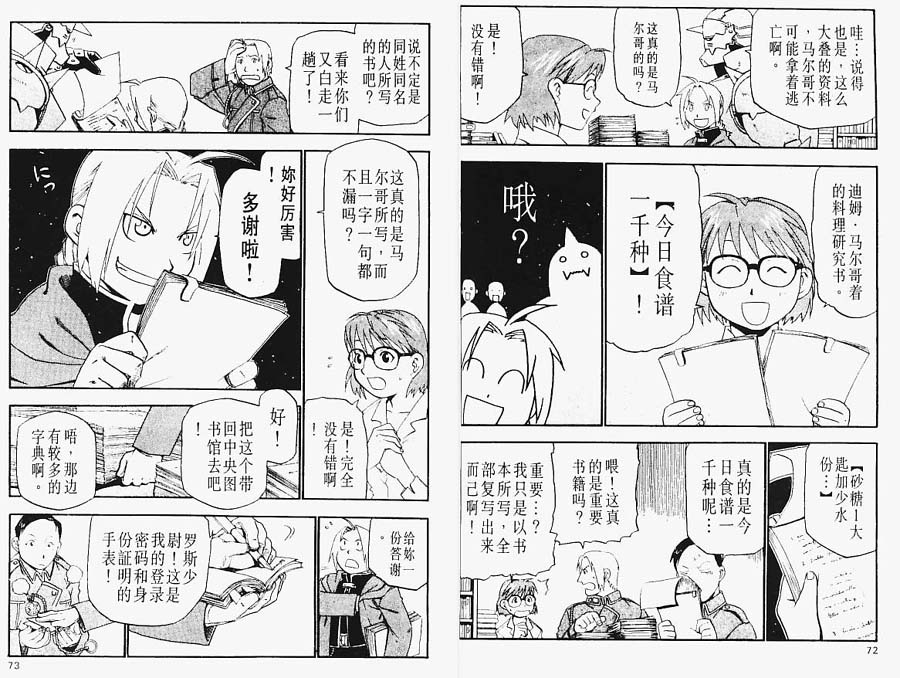 哇…说得
也是，这么
大叠的资料
，马尔哥不
可能拿着逃
亡啊。
这真的是马
尔哥的吗？
是！
没有错啊！
迪姆·马尔哥着
的料理研究书。
【今日食谱
一千种】！
哦？
【砂糖１大
匙加少水
份…】
真的是今
日食谱一
千种呢…
喂！这真
的是重要
书籍吗？
重要…？
我只是以书
本所写，全
部复写出来
而已啊！
72
说不定是
同姓同名
的人所写
的书吧？
看来你们
又白走一
趟了！
这真的是马
尔哥所写，而
且一字一句都
不漏吗？
是！完全
没有错啊
！
妳好厉害
！
多谢啦！
にっ
好！
把这个带
回中央图
书馆去吧
！
唔，那边
有较多的
字典啊。
给妳一
份答谢
。
罗斯少
尉！这是
我的登录
密码和身
份证明的
手表！
73